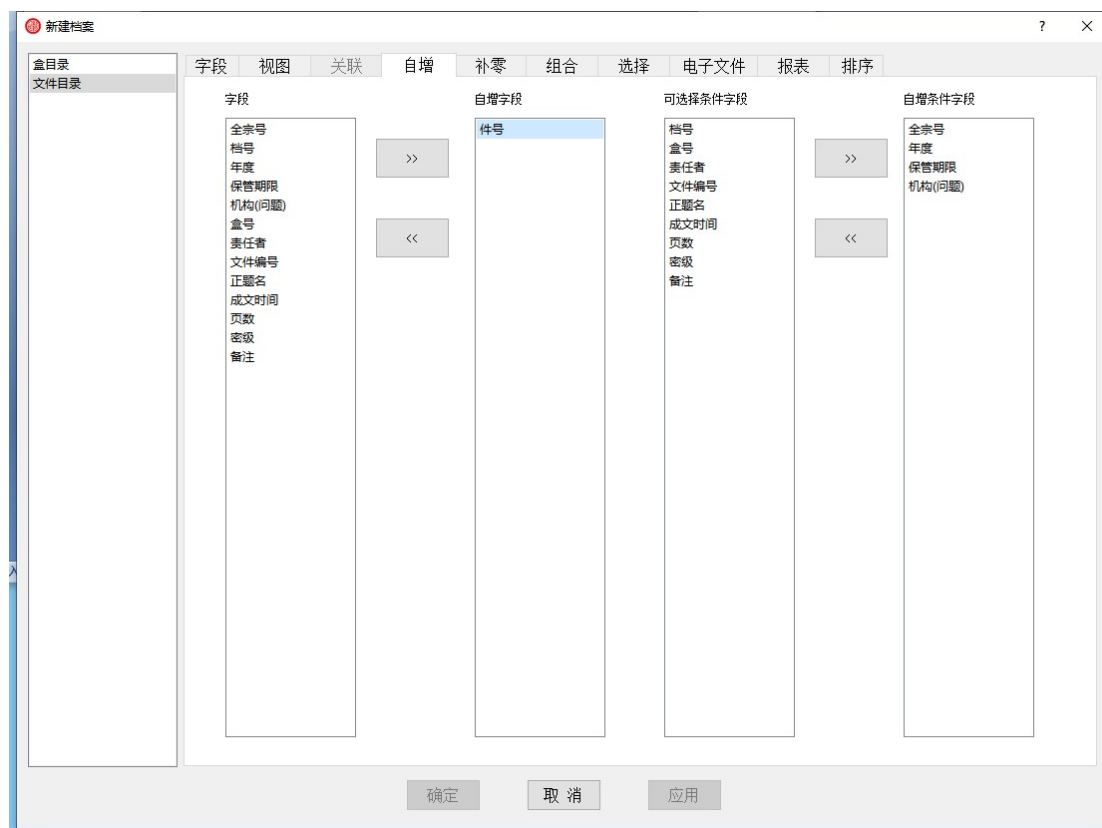 新建档案
?
×
盒目录
文件目录
字段 视图 关联 自增 补零 组合 选择 电子文件 报表 排序
字段
全宗号
档号
年度
保管期限
机构(问题)
盒号
责任者
文件编号
正题名
成文时间
页数
密级
备注
>>
<<
自增字段
件号
可选择条件字段
档号
盒号
责任者
文件编号
正题名
成文时间
页数
密级
备注
>>
<<
自增条件字段
全宗号
年度
保管期限
机构(问题)
入
确定 取消 应用